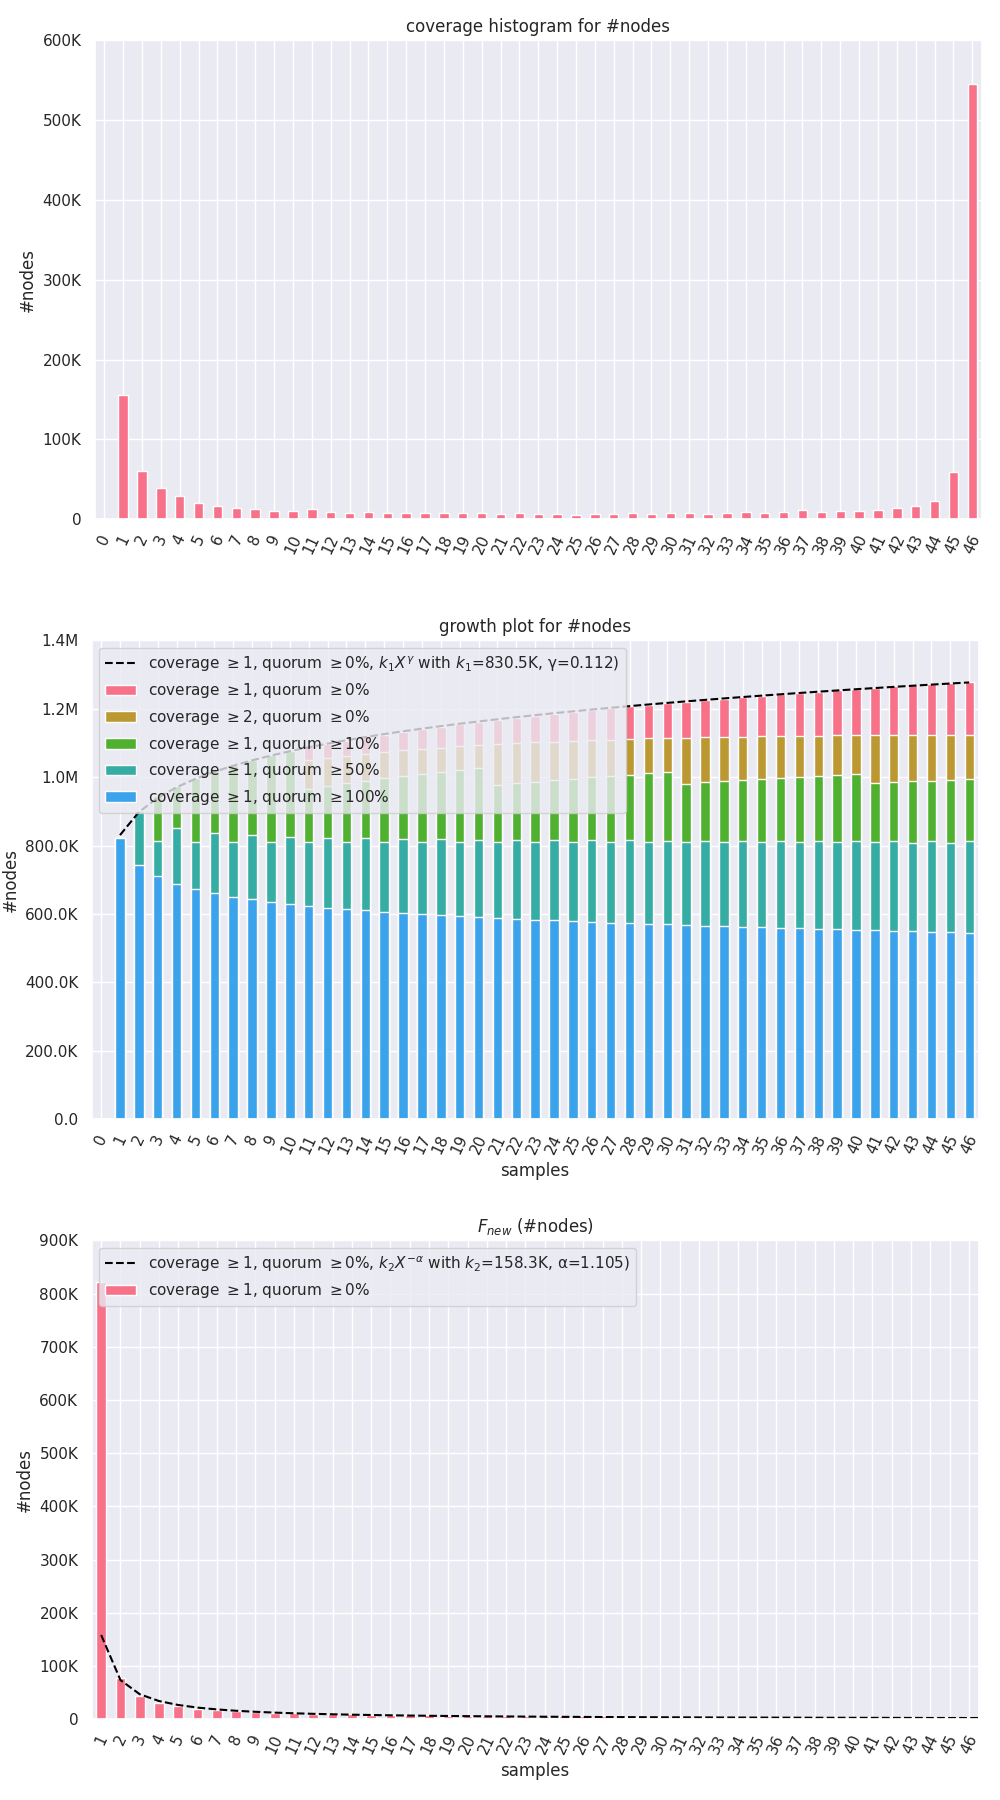 coverage histogram for #nodes
600K
500K
400K
300K
200K
100K
0
#nodes
0 1 2 3 4 5 6 7 8 9 10 11 12 13 14 15 16 17 18 19 20 21 22 23 24 25 26 27 28 29 30 31 32 33 34 35 36 37 38 39 40 41 42 43 44 45 46
growth plot for #nodes
1.4M
1.2M
1.0M
800.0K
600.0K
400.0K
200.0K
0.0
#nodes
coverage ≥1, quorum ≥0%, k₁X^γ with k₁=830.5K, γ=0.112)
coverage ≥1, quorum ≥0%
coverage ≥2, quorum ≥0%
coverage ≥1, quorum ≥10%
coverage ≥1, quorum ≥50%
coverage ≥1, quorum ≥100%
0 1 2 3 4 5 6 7 8 9 10 11 12 13 14 15 16 17 18 19 20 21 22 23 24 25 26 27 28 29 30 31 32 33 34 35 36 37 38 39 40 41 42 43 44 45 46
samples
F_new (#nodes)
900K
800K
700K
600K
500K
400K
300K
200K
100K
0
#nodes
coverage ≥1, quorum ≥0%, k₂X^−α with k₂=158.3K, α=1.105)
coverage ≥1, quorum ≥0%
1 2 3 4 5 6 7 8 9 10 11 12 13 14 15 16 17 18 19 20 21 22 23 24 25 26 27 28 29 30 31 32 33 34 35 36 37 38 39 40 41 42 43 44 45 46
samples